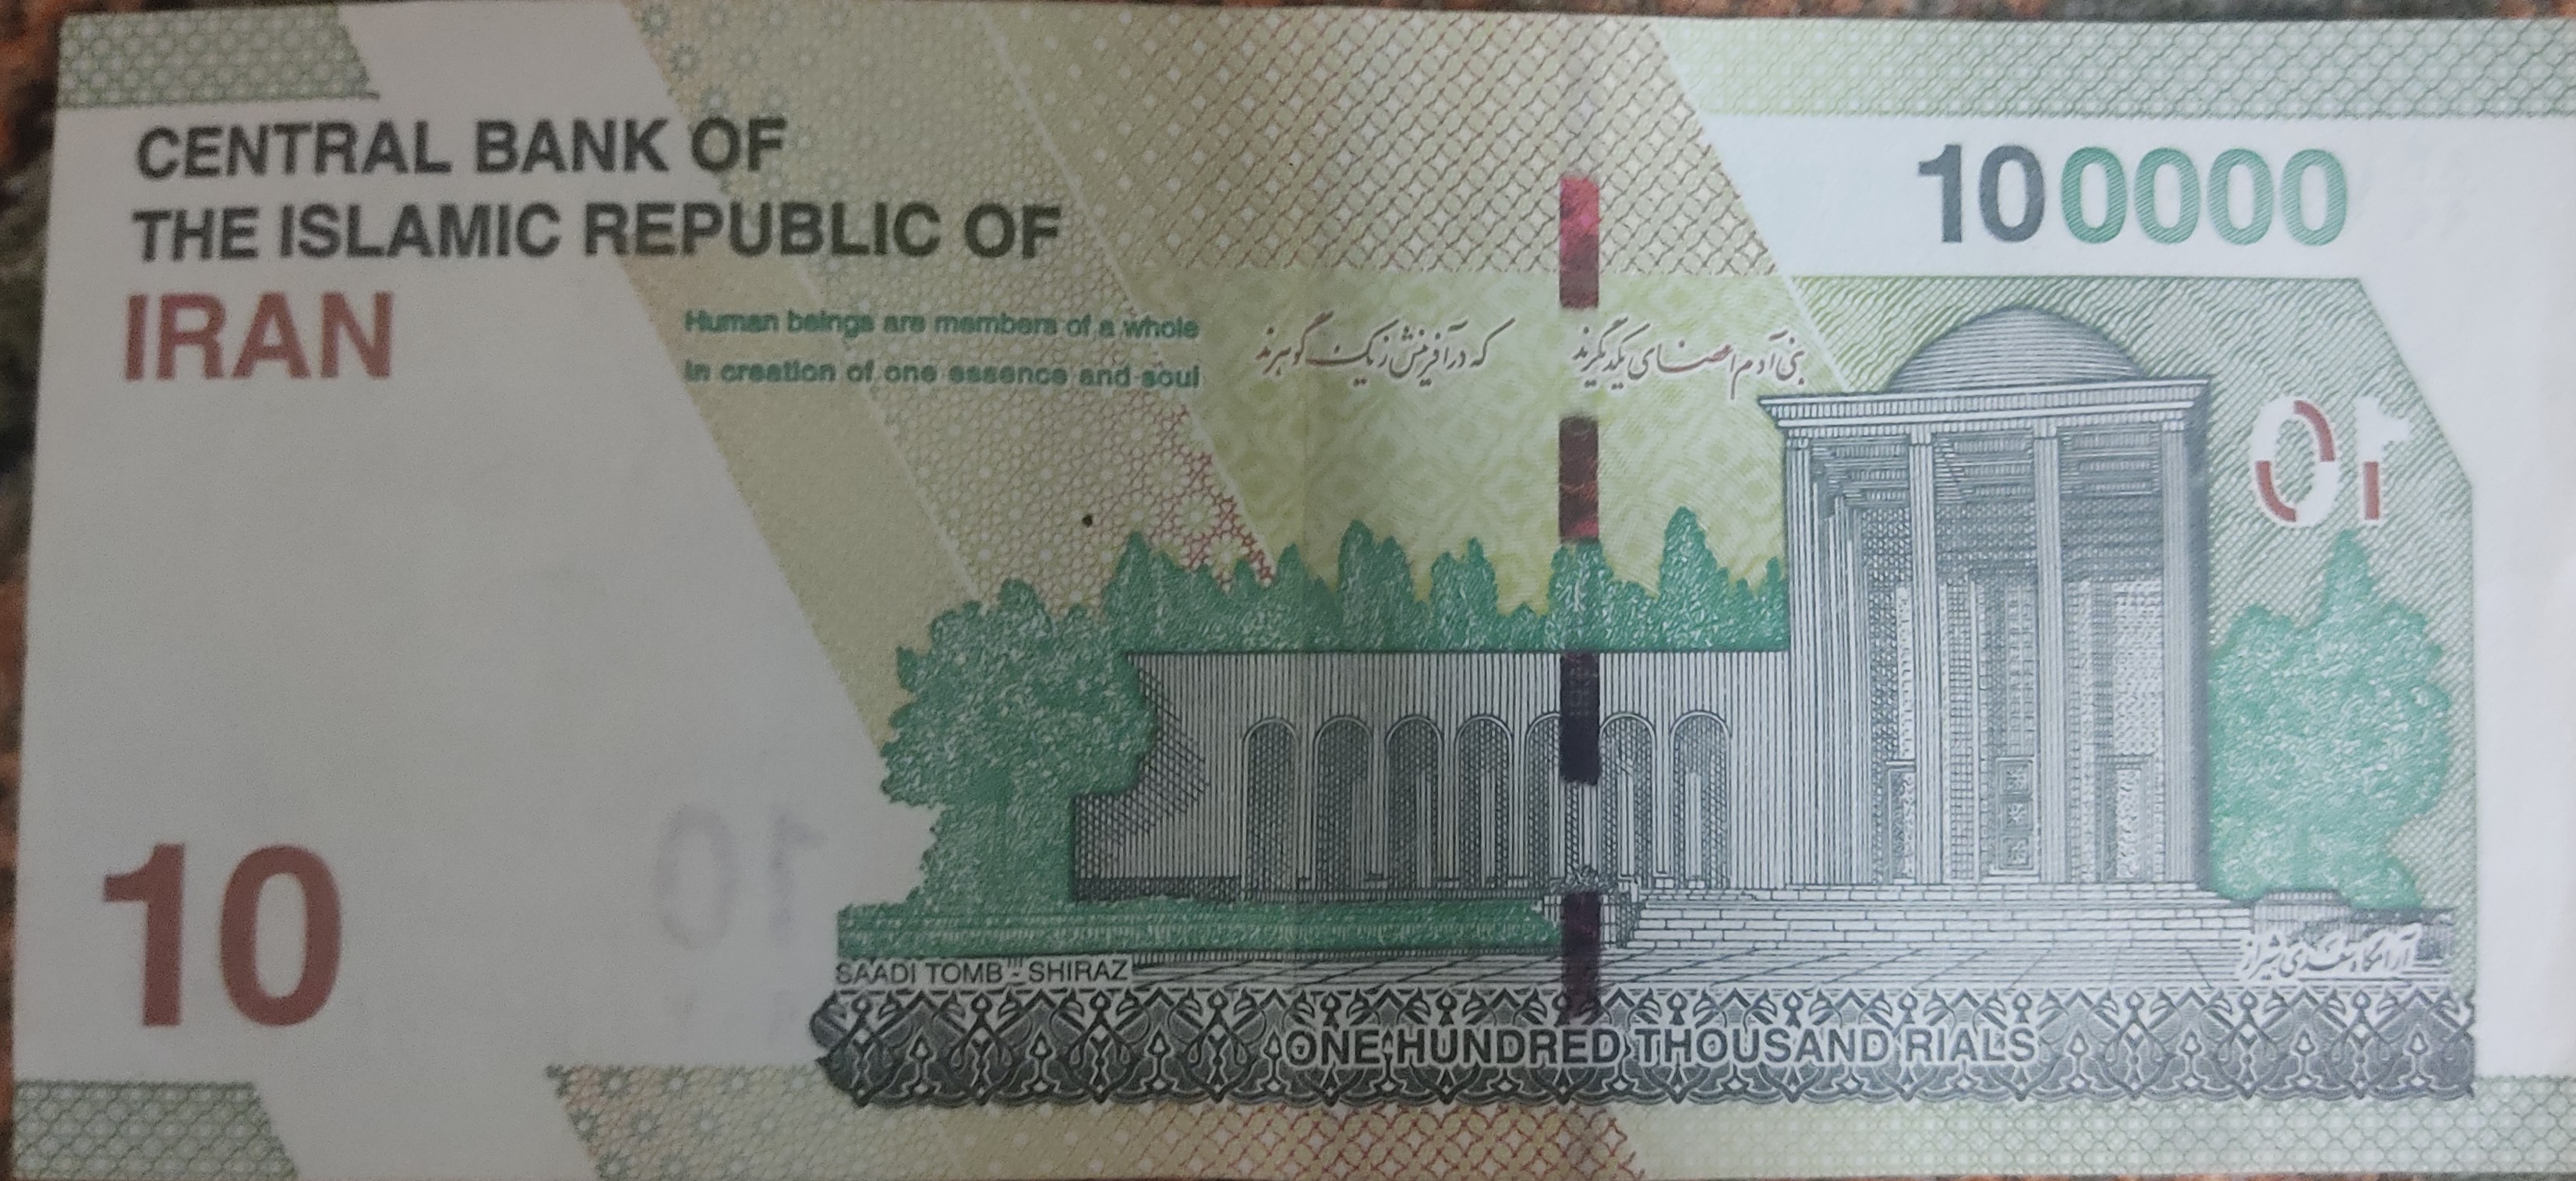 CENTRAL BANK OF
THE ISLAMIC REPUBLIC OF
IRAN
100000
Human beings are members of a whole
In creation of one essence and soul
بنی آدم اعضای یکدیگرند
که در آفرینش ز یک گوهرند
10
10
10
SAADI TOMB - SHIRAZ
آرامگاه سعدی شیراز
ONE HUNDRED THOUSAND RIALS